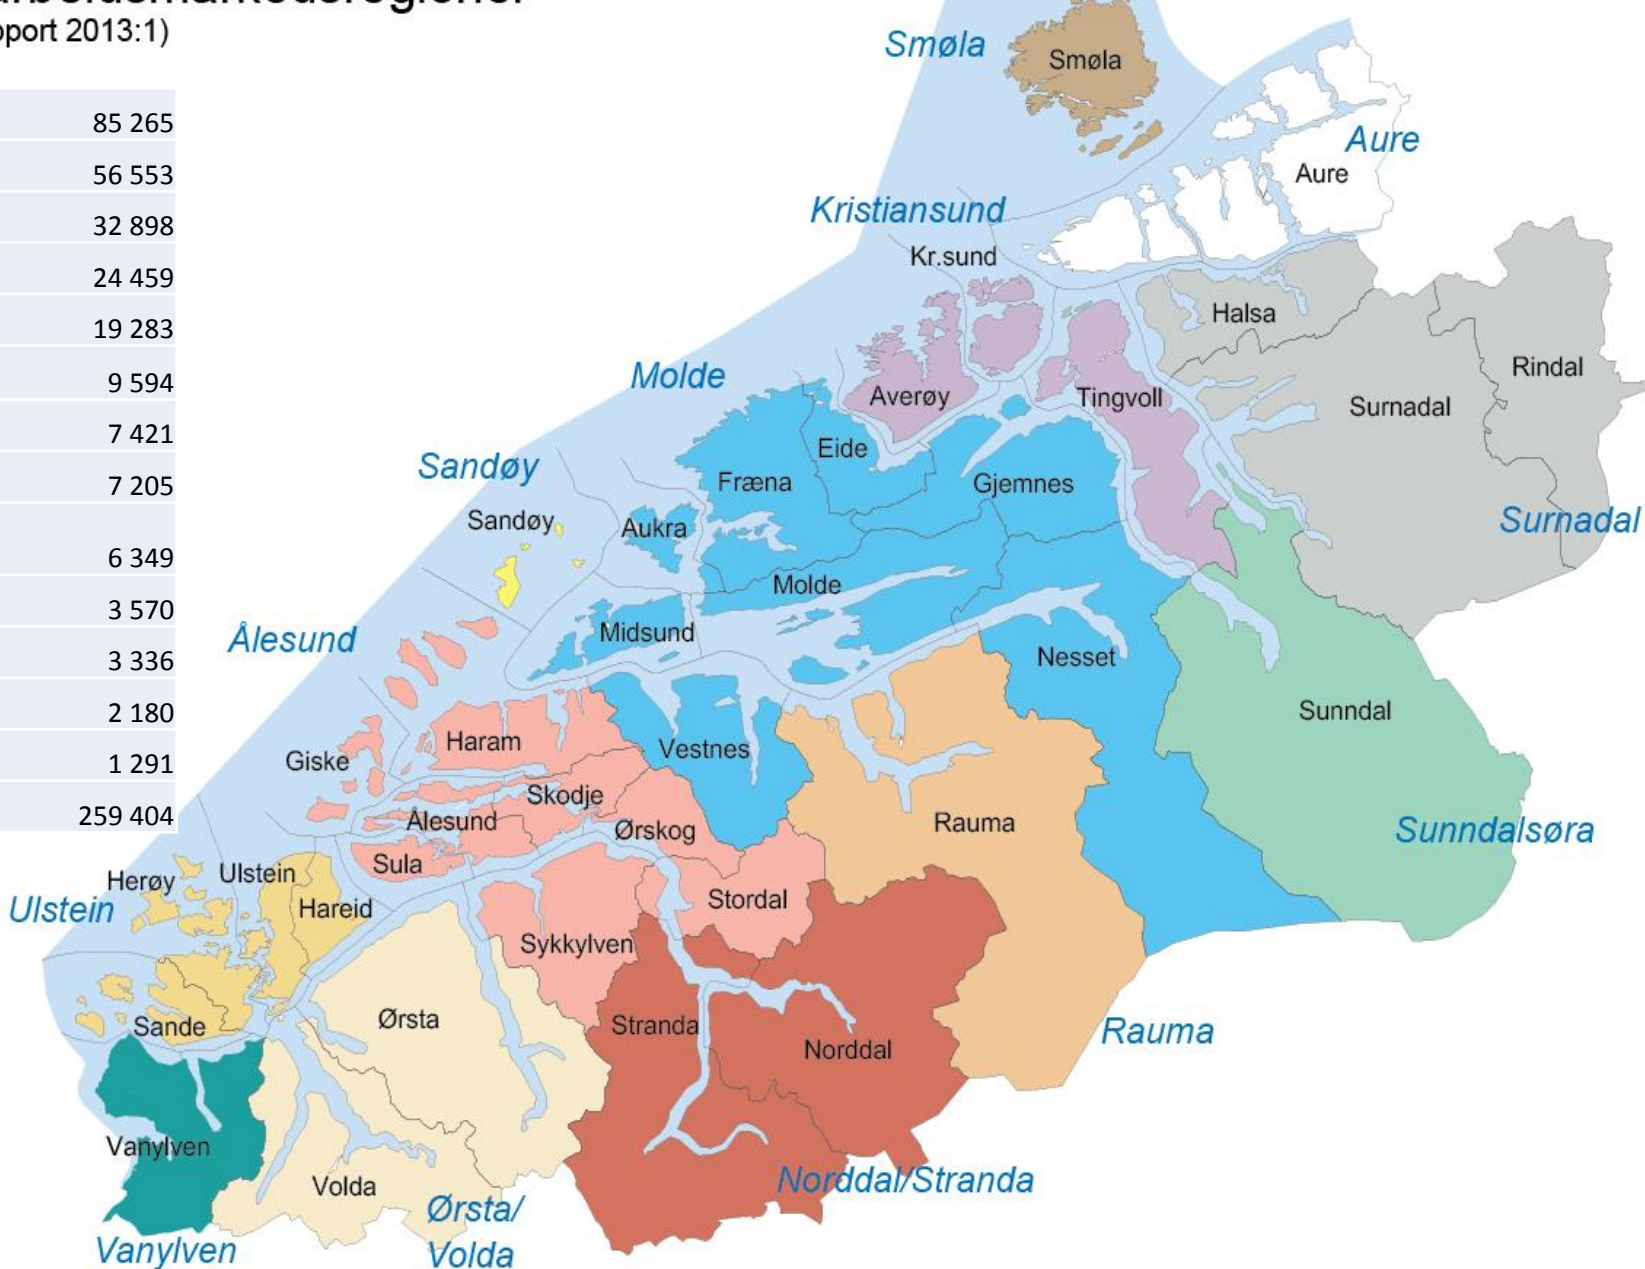 port 2013:1)
85 265
56 553
32 898
24 459
19 283
9 594
7 421
7 205
6 349
3 570
3 336
2 180
1 291
259 404
Smøla
Smøla
Aure
Aure
Kristiansund
Kr.sund
Halsa
Rindal
Molde
Averøy
Tingvoll
Surnadal
Eide
Sandøy
Fræna
Gjemnes
Sandøy
Aukra
Surnadal
Molde
Ålesund
Midsund
Nesset
Sunndal
Haram
Vestnes
Giske
Skodje
Ålesund
Ørskog
Rauma
Sunndalsøra
Sula
Herøy
Ulstein
Hareid
Stordal
Ulstein
Sykkylven
Sande
Ørsta
Stranda
Norddal
Rauma
Vanylven
Volda
Norddal/Stranda
Ørsta/
Volda
Vanylven